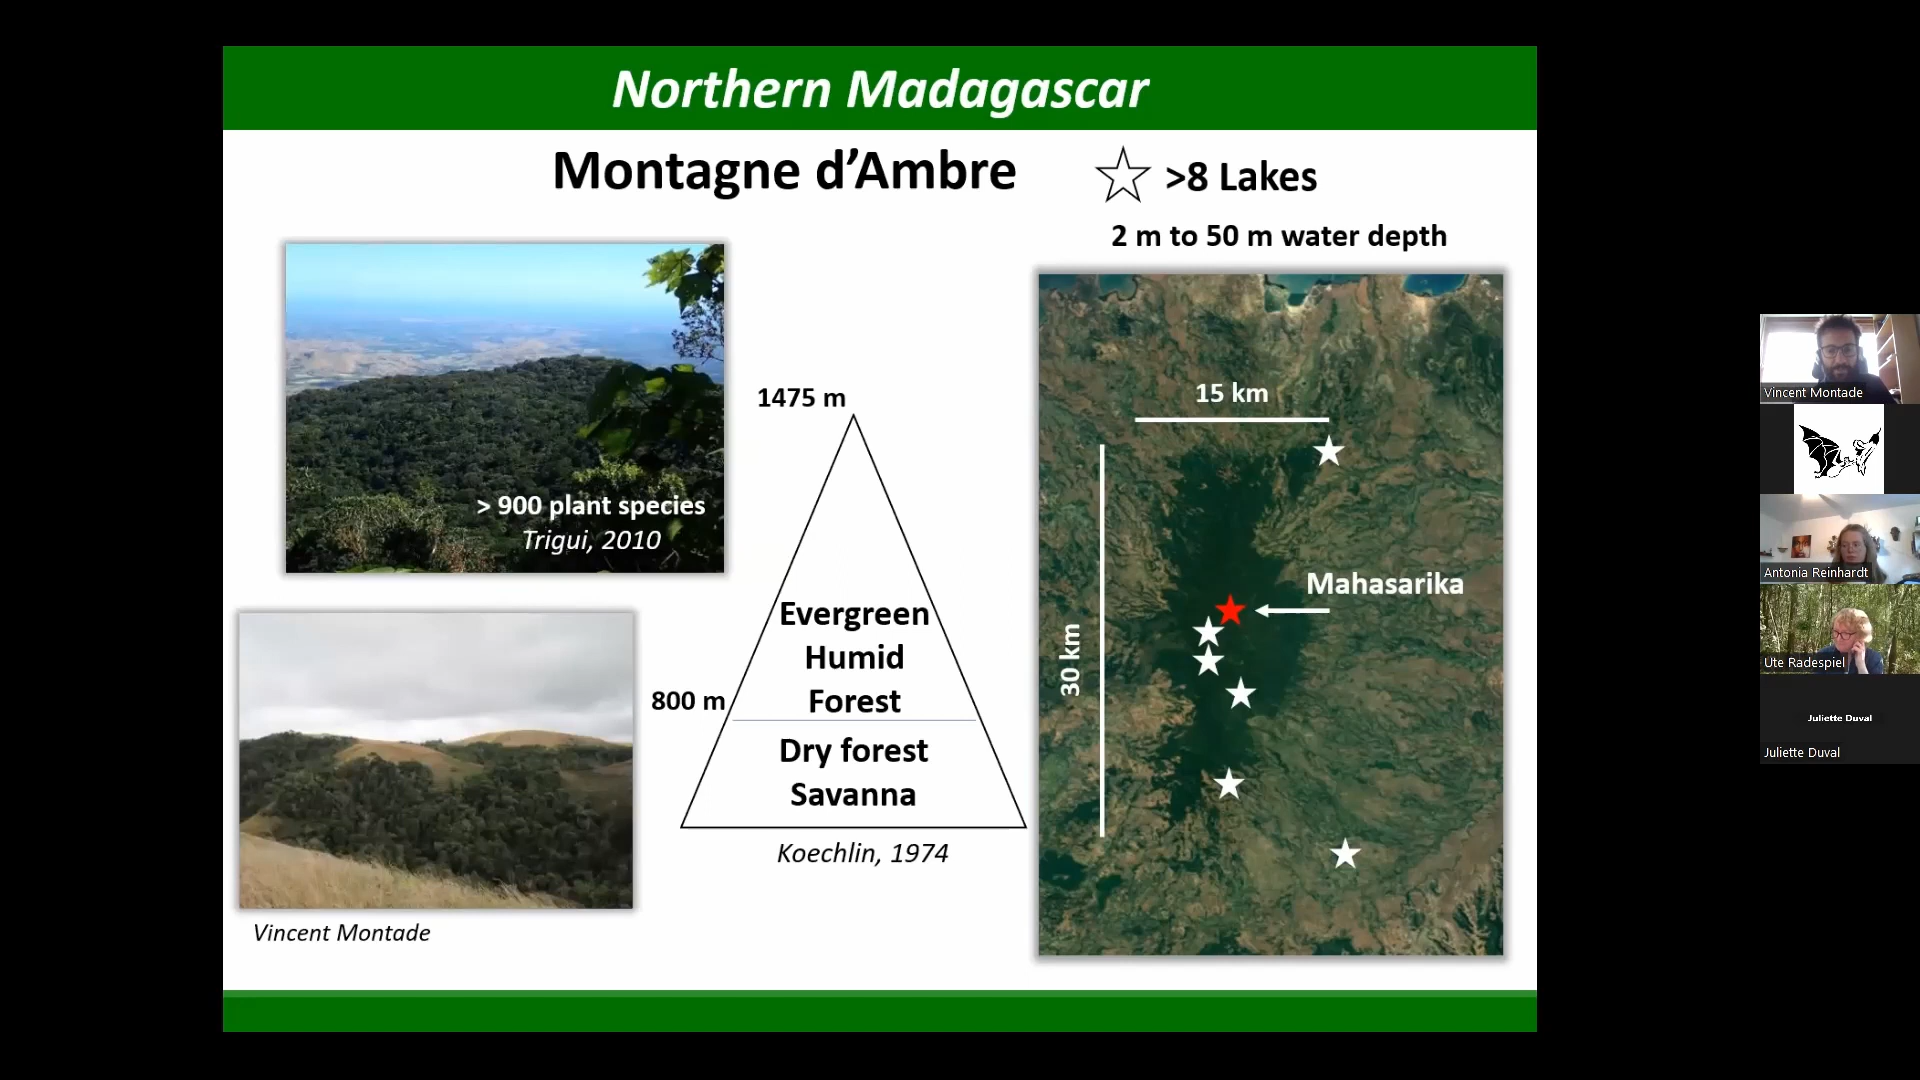 Northern Madagascar
Montagne d’Ambre
>8 Lakes
2 m to 50 m water depth
> 900 plant species
Trigui, 2010
1475 m
Evergreen
Humid
Forest
800 m
Dry forest
Savanna
Koechlin, 1974
Vincent Montade
15 km
30 km
Mahasarika
Vincent Montade
Antonia Reinhardt
Ute Radespiel
Juliette Duval
Juliette Duval